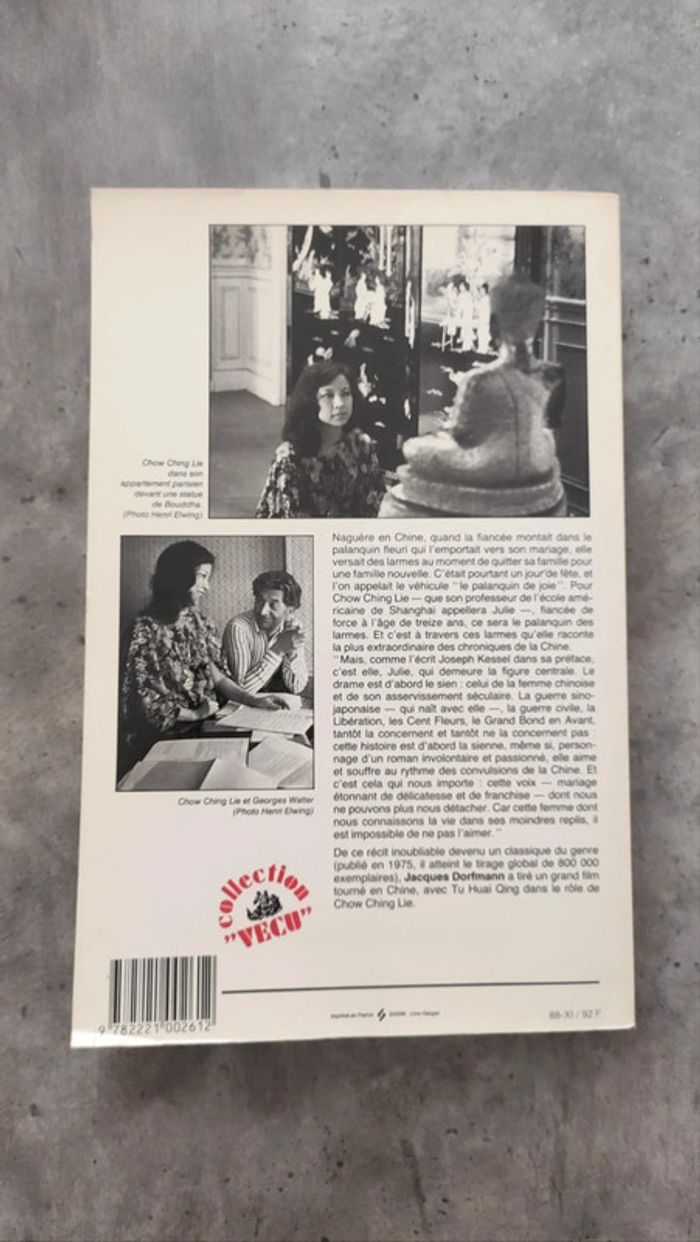 Chow Ching Lie
dans son
appartement parisien
devant une statue
de Bouddha.
(Photo Henri Elwing)
Naguère en Chine, quand la fiancée montait dans le
palanquin fleuri qui l'emportait vers son mariage, elle
versait des larmes au moment de quitter sa famille pour
une famille nouvelle. C'était pourtant un jour de fête, et
l'on appelait le véhicule "le palanquin de joie". Pour
Chow Ching Lie — que son professeur de l'école amé-
ricaine de Shanghai appellera Julie —, fiancée de
force à l'âge de treize ans, ce sera le palanquin des
larmes. Et c'est à travers ces larmes qu'elle raconte
la plus extraordinaire des chroniques de la Chine.
"Mais, comme l'écrit Joseph Kessel dans sa préface,
c'est elle, Julie, qui demeure la figure centrale. Le
drame est d'abord le sien : celui de la femme chinoise
et de son asservissement séculaire. La guerre sino-
japonaise — qui naît avec elle —, la guerre civile, la
Libération, les Cent Fleurs, le Grand Bond en Avant,
tantôt la concernent et tantôt ne la concernent pas :
cette histoire est d'abord la sienne, même si, person-
nage d'un roman involontaire et passionné, elle aime
et souffre au rythme des convulsions de la Chine. Et
c'est cela qui nous importe : cette voix — mariage
étonnant de délicatesse et de franchise — dont nous
ne pouvons plus nous détacher. Car cette femme dont
nous connaissons la vie dans ses moindres replis, il
est impossible de ne pas l'aimer."
De ce récit inoubliable devenu un classique du genre
(publié en 1975, il atteint le tirage global de 800 000
exemplaires), Jacques Dorfmann a tiré un grand film
tourné en Chine, avec Tu Huai Qing dans le rôle de
Chow Ching Lie.
Chow Ching Lie et Georges Walter
(Photo Henri Elwing)
collection
"VECU"
9 782221 002612
88-XI / 92 F